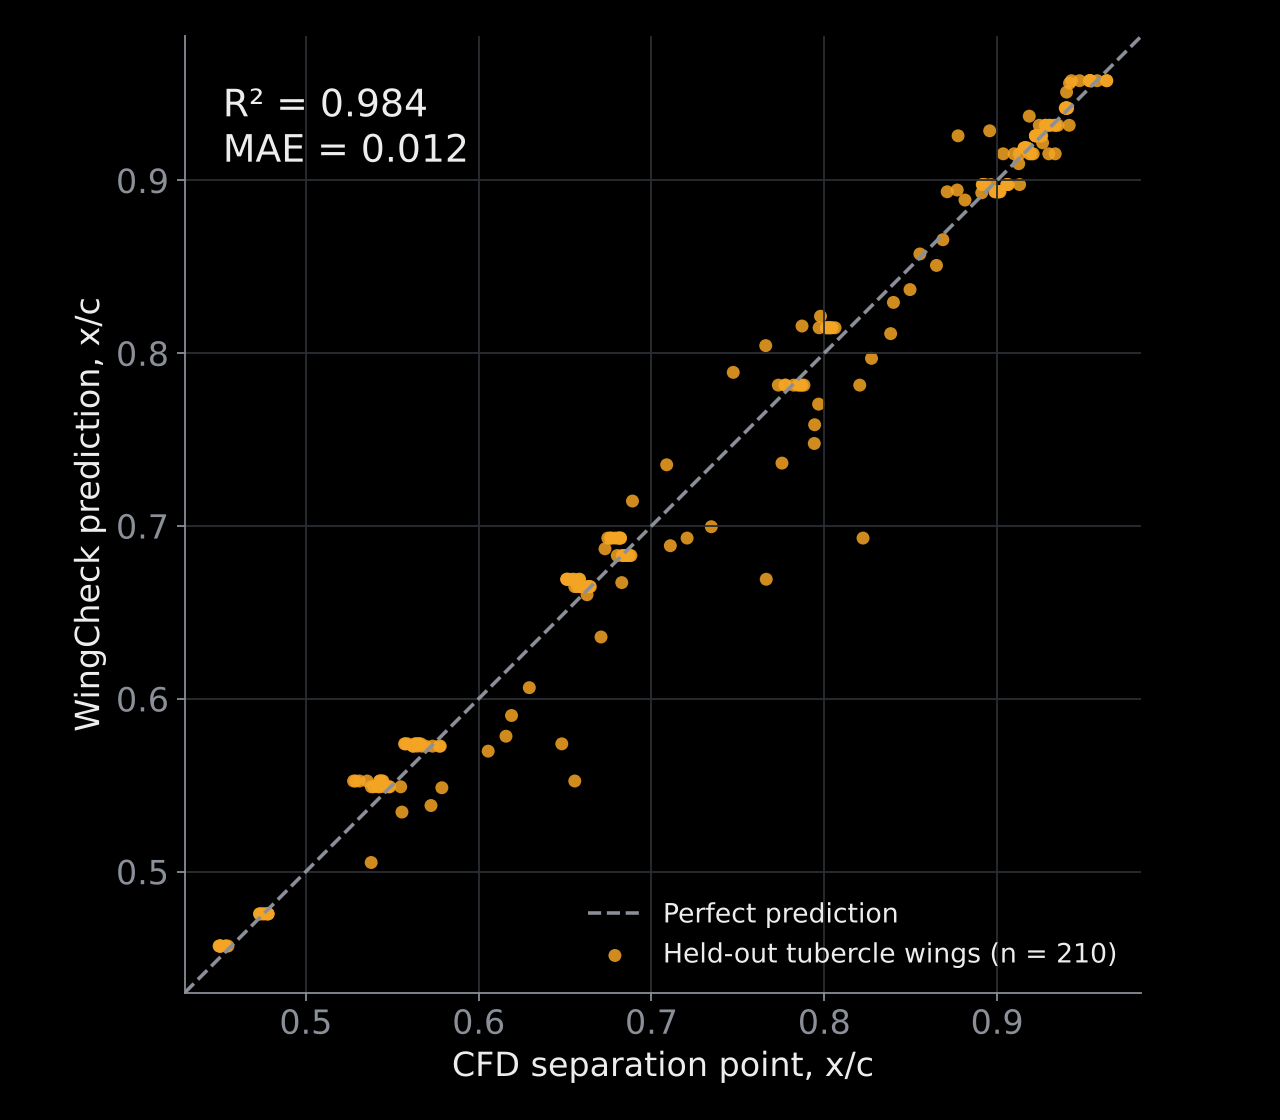 R² = 0.984
MAE = 0.012
WingCheck prediction, x/c
0.9
0.8
0.7
0.6
0.5
Perfect prediction
Held-out tubercle wings (n = 210)
0.5 0.6 0.7 0.8 0.9
CFD separation point, x/c